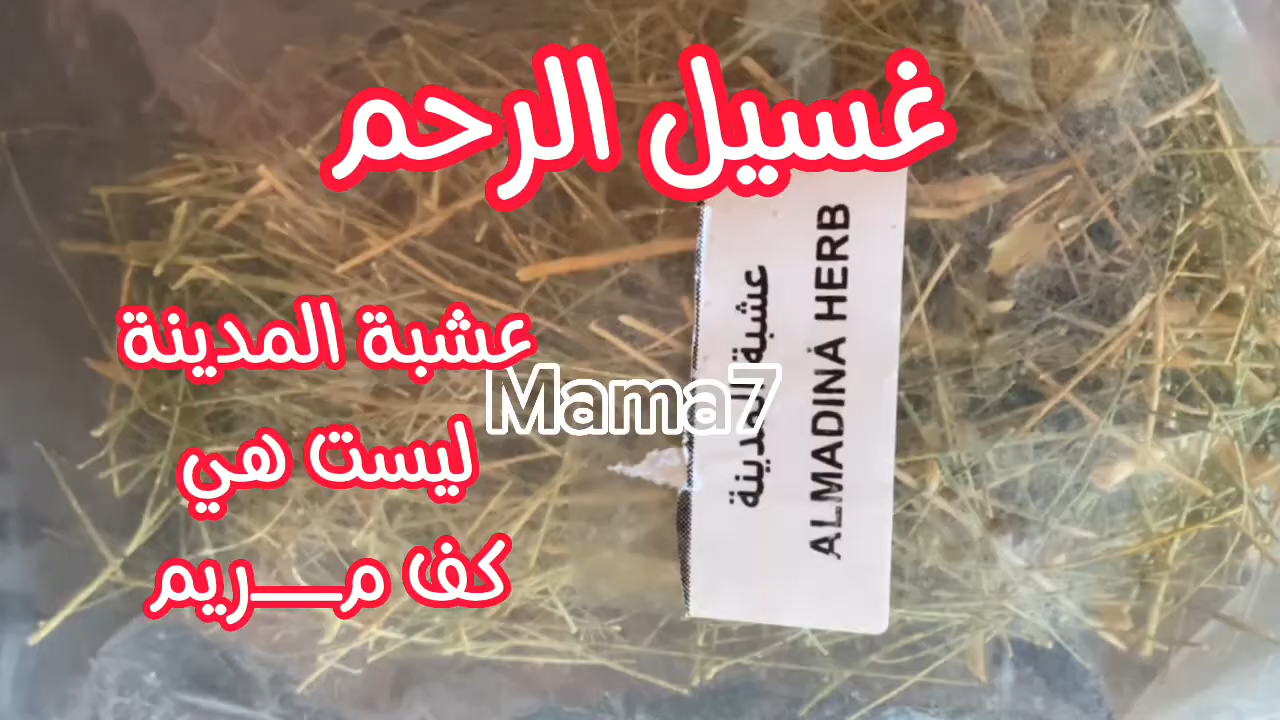 غسيل الرحم
عشبة المدينة
ليست هي
كف مـــريم
Mama7
عشبة المدينة
ALMADINA HERB